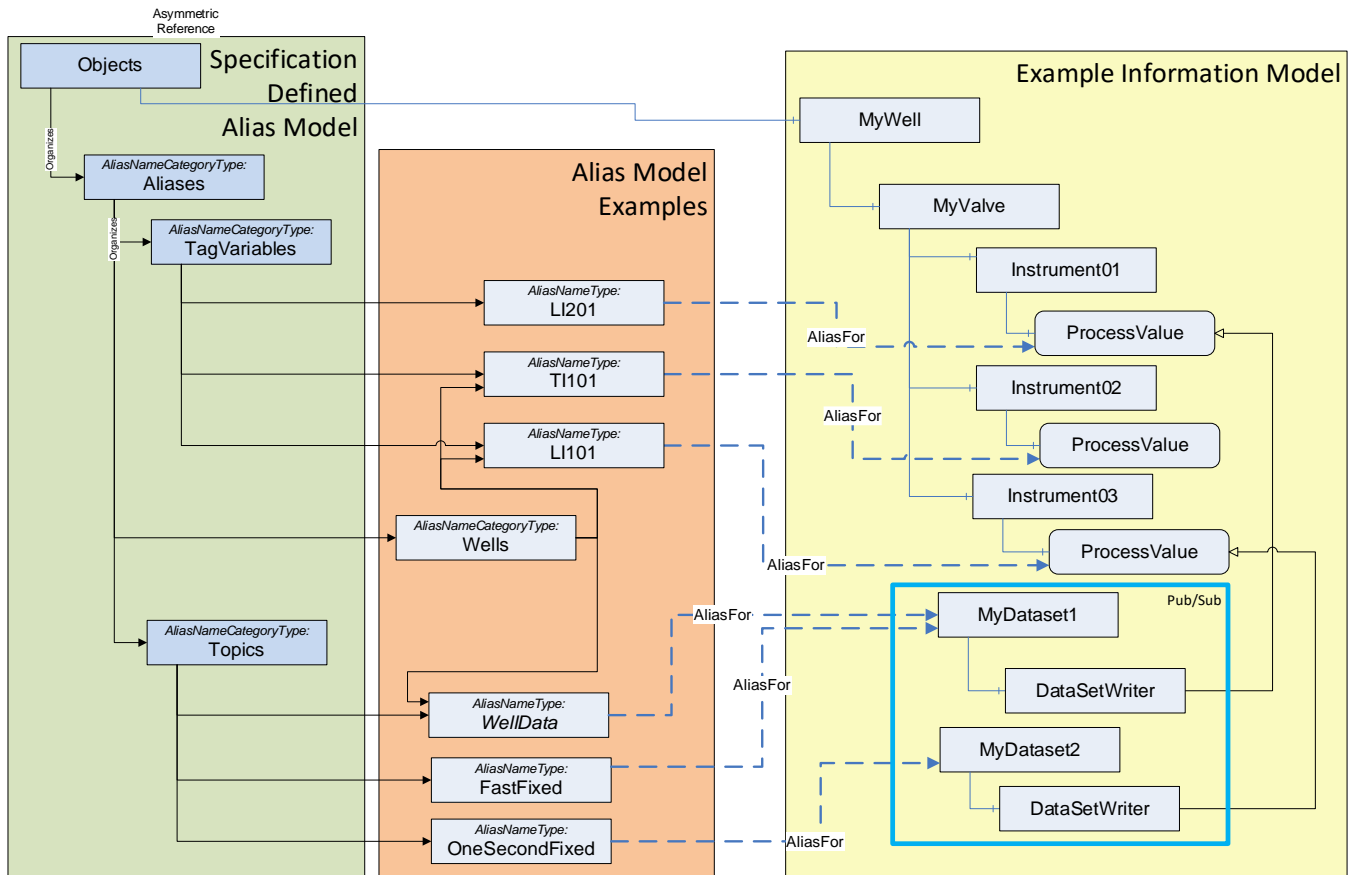 Asymmetric
Reference
Objects
Specification
Defined
Alias Model
Organizes
AliasNameCategoryType:
Aliases
Organizes
AliasNameCategoryType:
TagVariables
AliasNameCategoryType:
Topics
Alias Model
Examples
AliasNameType:
LI201
AliasNameType:
TI101
AliasNameType:
LI101
AliasNameCategoryType:
Wells
AliasNameType:
WellData
AliasNameType:
FastFixed
AliasNameType:
OneSecondFixed
AliasFor
AliasFor
AliasFor
AliasFor
AliasFor
AliasFor
Example Information Model
MyWell
MyValve
Instrument01
ProcessValue
Instrument02
ProcessValue
Instrument03
ProcessValue
Pub/Sub
MyDataset1
DataSetWriter
MyDataset2
DataSetWriter